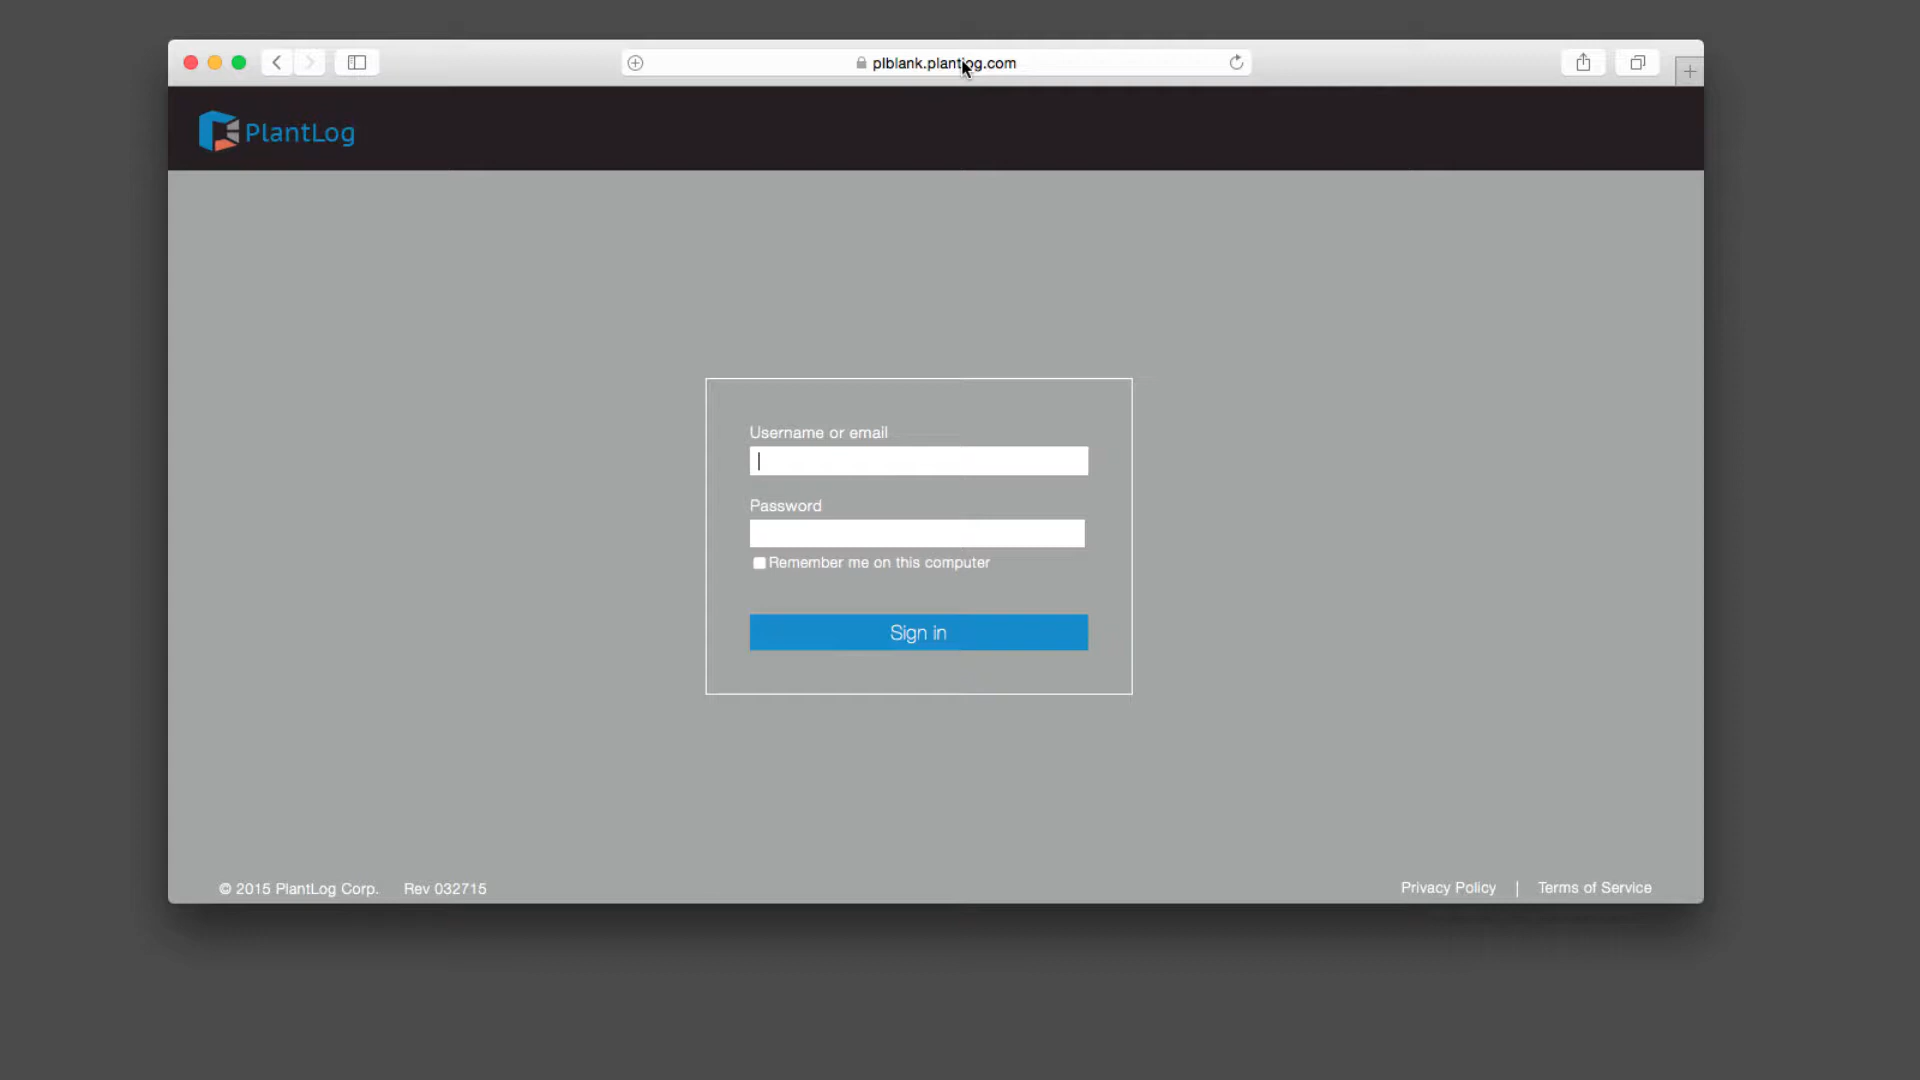 plblank.plantlog.com
PlantLog
Username or email
Password
Remember me on this computer
Sign in
© 2015 PlantLog Corp. Rev 032715
Privacy Policy | Terms of Service